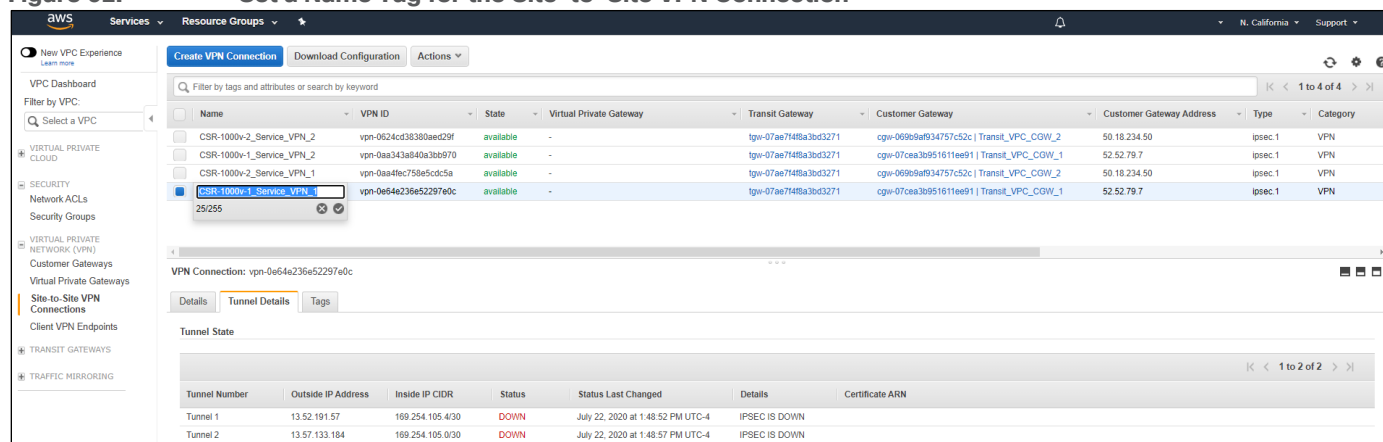 Figure 52. Set a Name Tag for the Site-to-Site VPN Connection
aws Services Resource Groups N. California Support
New VPC Experience
Learn more
Create VPN Connection Download Configuration Actions
VPC Dashboard
Filter by VPC:
Select a VPC
Filter by tags and attributes or search by keyword
1 to 4 of 4
Name VPN ID State Virtual Private Gateway Transit Gateway Customer Gateway Customer Gateway Address Type Category
CSR-1000v-2_Service_VPN_2 vpn-0624cd38380aed29f available - tgw-07ae7f4f8a3bd3271 cgw-069b9af934757c52c | Transit_VPC_CGW_2 50.18.234.50 ipsec.1 VPN
CSR-1000v-1_Service_VPN_2 vpn-0aa343a840a3bb970 available - tgw-07ae7f4f8a3bd3271 cgw-07cea3b951611ee91 | Transit_VPC_CGW_1 52.52.79.7 ipsec.1 VPN
CSR-1000v-2_Service_VPN_1 vpn-0aa4fec758e5cdc5a available - tgw-07ae7f4f8a3bd3271 cgw-069b9af934757c52c | Transit_VPC_CGW_2 50.18.234.50 ipsec.1 VPN
CSR-1000v-1_Service_VPN_1 vpn-0e64e236e52297e0c available - tgw-07ae7f4f8a3bd3271 cgw-07cea3b951611ee91 | Transit_VPC_CGW_1 52.52.79.7 ipsec.1 VPN
25/255
VIRTUAL PRIVATE
CLOUD
SECURITY
Network ACLs
Security Groups
VIRTUAL PRIVATE
NETWORK (VPN)
Customer Gateways
Virtual Private Gateways
Site-to-Site VPN
Connections
Client VPN Endpoints
TRANSIT GATEWAYS
TRAFFIC MIRRORING
VPN Connection: vpn-0e64e236e52297e0c
Details Tunnel Details Tags
Tunnel State
1 to 2 of 2
Tunnel Number Outside IP Address Inside IP CIDR Status Status Last Changed Details Certificate ARN
Tunnel 1 13.52.191.57 169.254.105.4/30 DOWN July 22, 2020 at 1:48:52 PM UTC-4 IPSEC IS DOWN
Tunnel 2 13.57.133.184 169.254.105.0/30 DOWN July 22, 2020 at 1:48:57 PM UTC-4 IPSEC IS DOWN